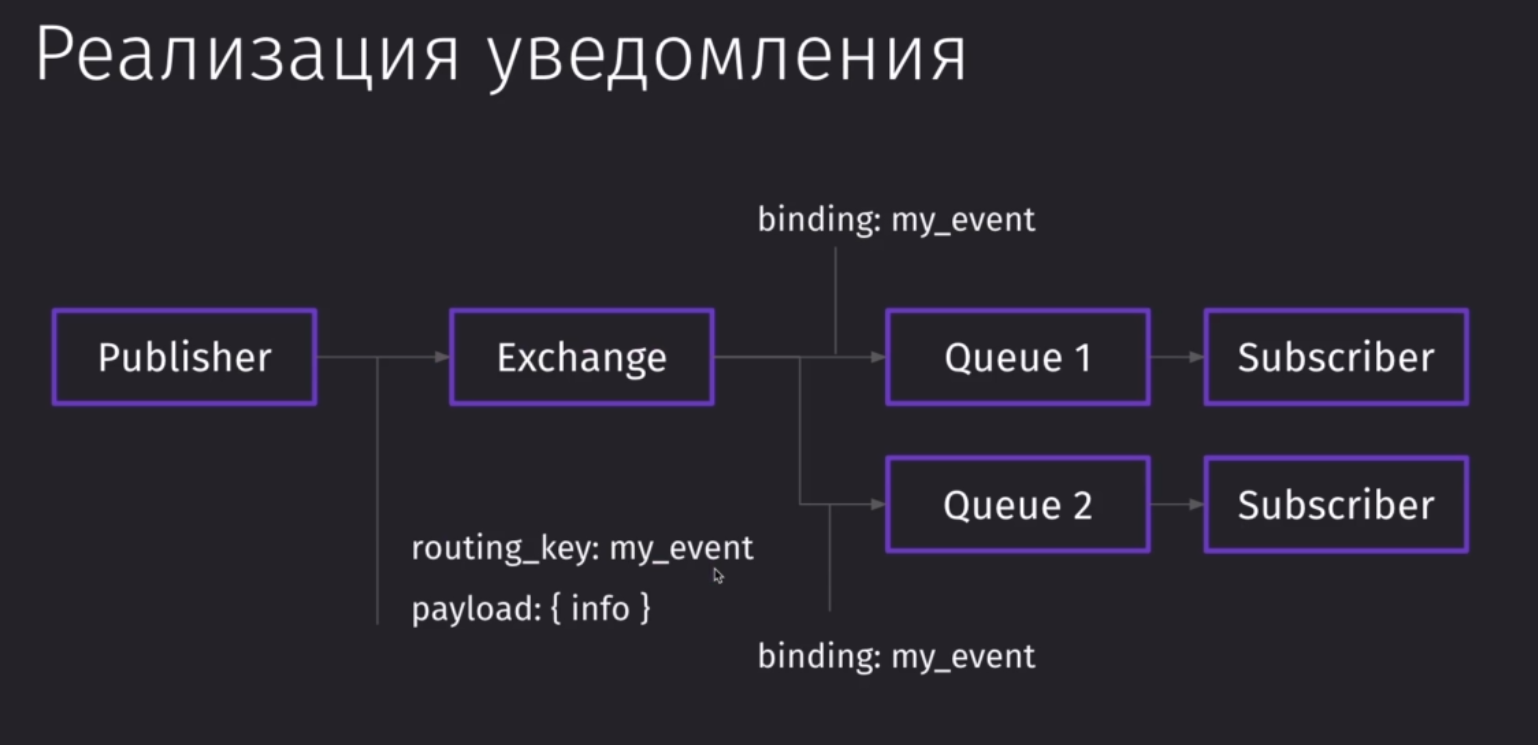 Реализация уведомления
binding: my_event
Publisher
Exchange
Queue 1
Subscriber
Queue 2
Subscriber
routing_key: my_event
payload: { info }
binding: my_event